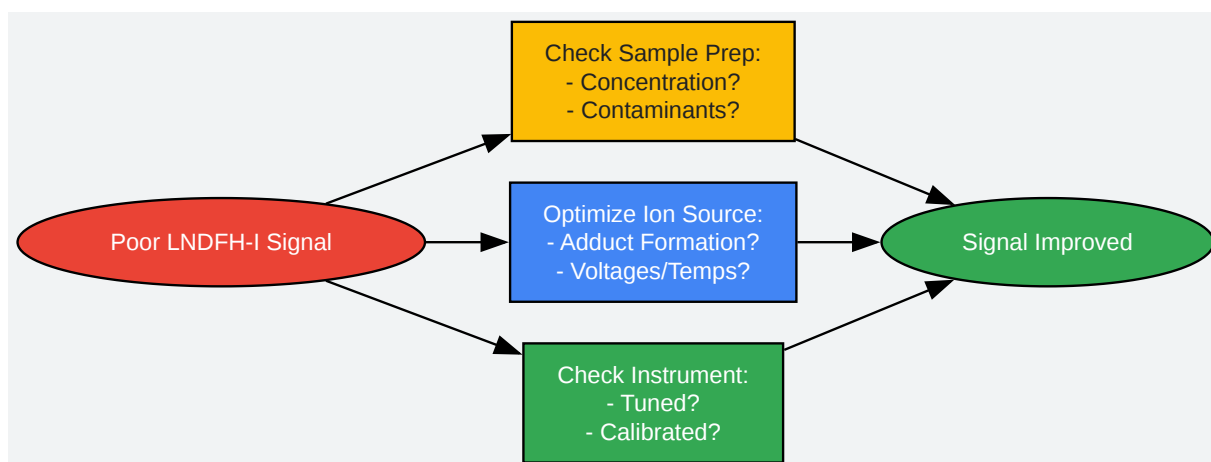 Poor LNDFH-I Signal
Check Sample Prep:
- Concentration?
- Contaminants?
Optimize Ion Source:
- Adduct Formation?
- Voltages/Temps?
Check Instrument:
- Tuned?
- Calibrated?
Signal Improved